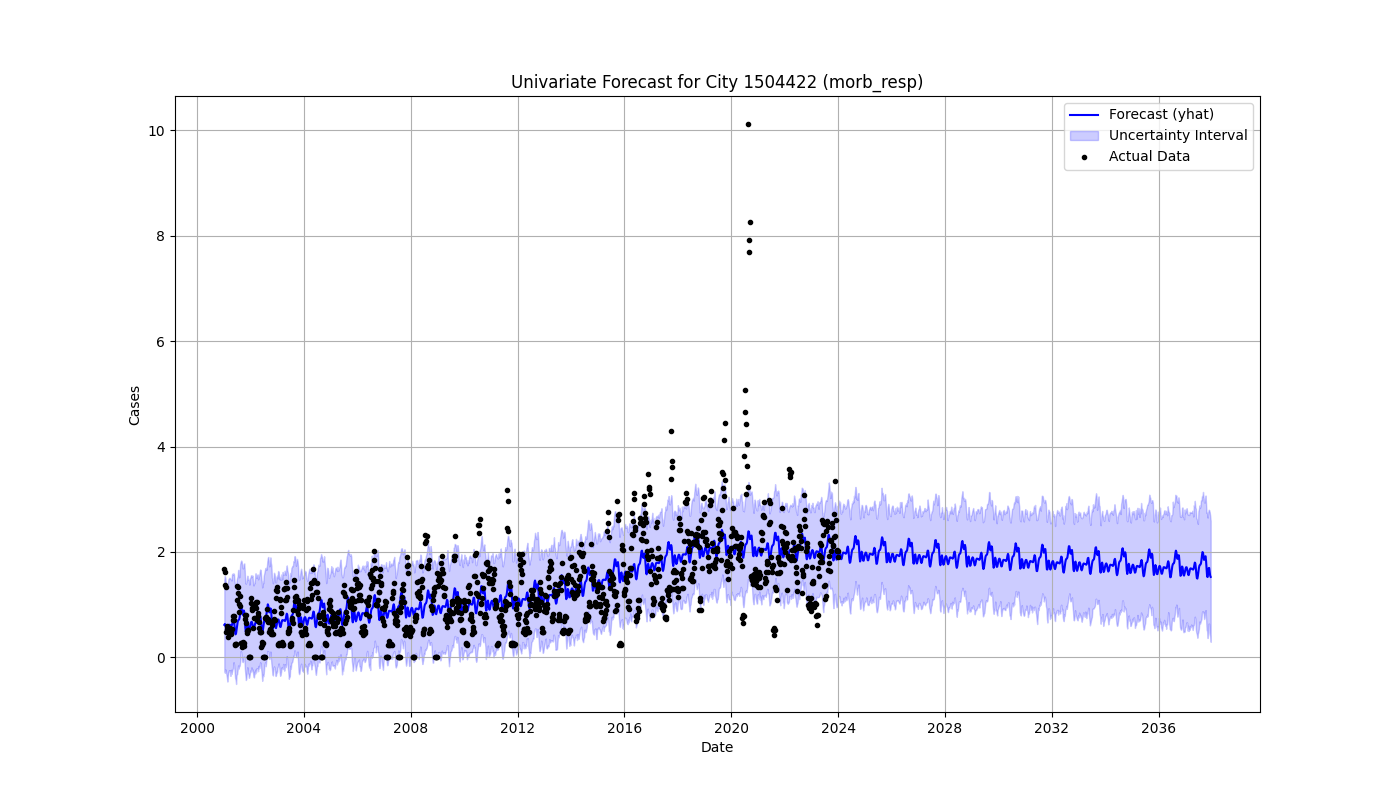 Univariate Forecast for City 1504422 (morb_resp)
Forecast (yhat)
Uncertainty Interval
Actual Data
10
8
6
4
2
0
Cases
2000
2004
2008
2012
2016
2020
2024
2028
2032
2036
Date